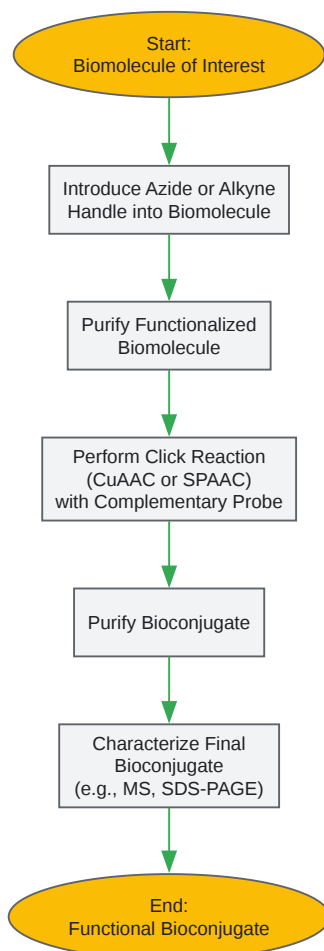 Start:
Biomolecule of Interest
Introduce Azide or Alkyne
Handle into Biomolecule
Purify Functionalized
Biomolecule
Perform Click Reaction
(CuAAC or SPAAC)
with Complementary Probe
Purify Bioconjugate
Characterize Final
Bioconjugate
(e.g., MS, SDS-PAGE)
End:
Functional Bioconjugate